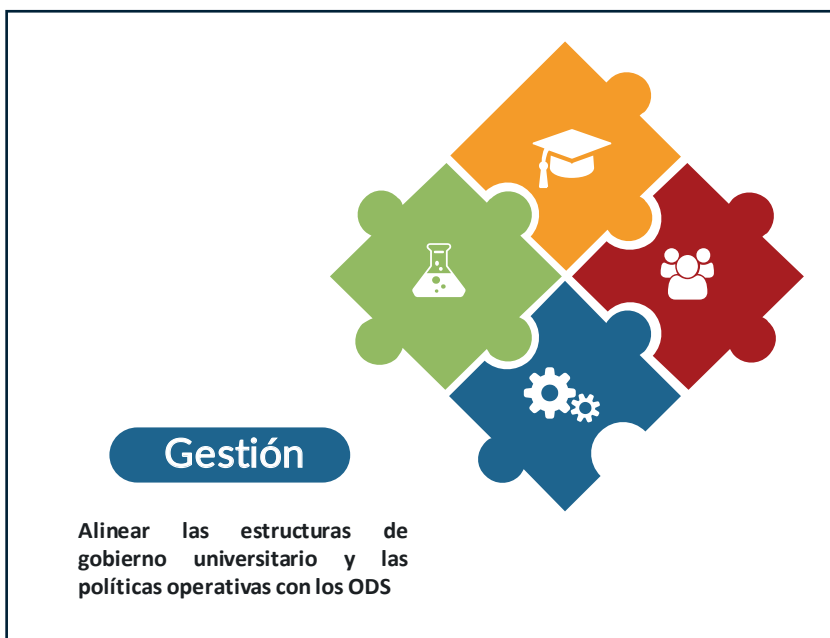 Gestión
Alinear las estructuras de
gobierno universitario y las
políticas operativas con los ODS